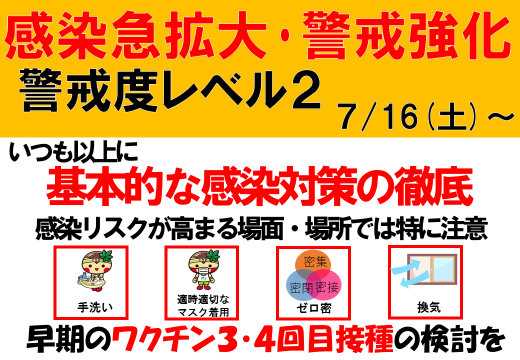 感染急拡大・警戒強化
警戒度レベル2
7/16(土)～
いつも以上に
基本的な感染対策の徹底
感染リスクが高まる場面・場所では特に注意
手洗い
適時適切な
マスク着用
密集
密閉 密接
ゼロ密
換気
早期のワクチン3・4回目接種の検討を